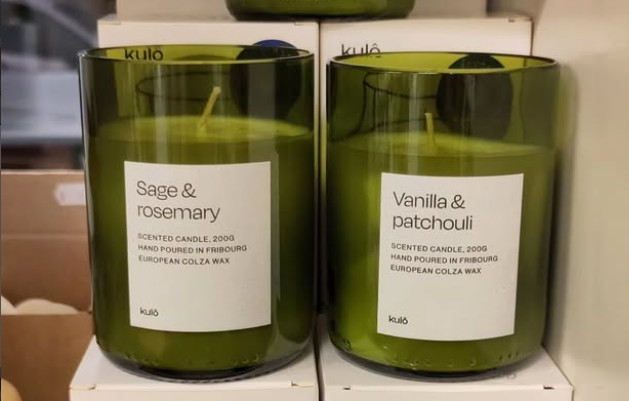 kulô
kulô
Sage &
rosemary
SCENTED CANDLE, 200G
HAND POURED IN FRIBOURG
EUROPEAN COLZA WAX
kulô
Vanilla &
patchouli
SCENTED CANDLE, 200G
HAND POURED IN FRIBOURG
EUROPEAN COLZA WAX
kulô